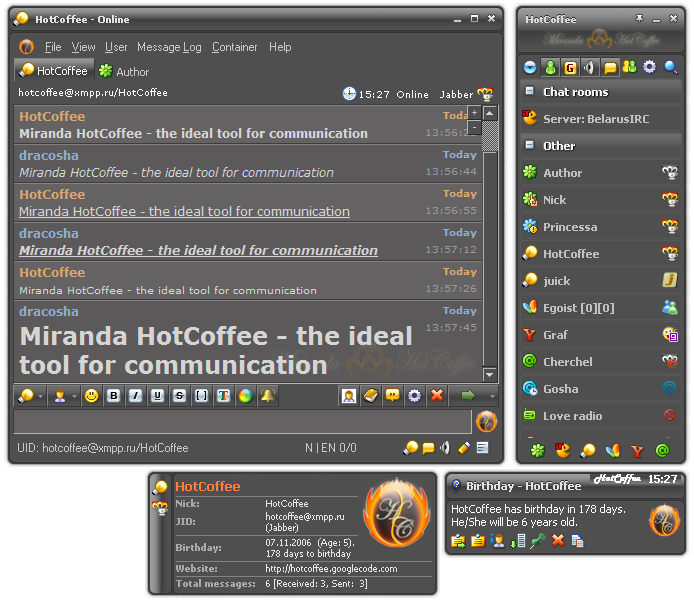 HotCoffee - Online
File View User Message Log Container Help
HotCoffee Author
hotcoffee@xmpp.ru/HotCoffee 15:27 Online Jabber
HotCoffee Today
Miranda HotCoffee - the ideal tool for communication
dracosha Today
Miranda HotCoffee - the ideal tool for communication 13:56:44
HotCoffee Today
Miranda HotCoffee - the ideal tool for communication 13:56:55
dracosha Today
Miranda HotCoffee - the ideal tool for communication 13:57:12
HotCoffee Today
Miranda HotCoffee - the ideal tool for communication 13:57:26
dracosha Today
Miranda HotCoffee - the ideal 13:57:45
tool for communication
B I U S [ ] T
UID: hotcoffee@xmpp.ru/HotCoffee N | EN 0/0
HotCoffee
Miranda HotCoffee
Chat rooms
Server: BelarusIRC
Other
Author
Nick
Princessa
HotCoffee
juick
Egoist [0][0]
Graf
Cherchel
Gosha
Love radio
HotCoffee
Nick: HotCoffee
JID: hotcoffee@xmpp.ru
(Jabber)
Birthday: 07.11.2006 (Age: 5).
178 days to birthday
Website: http://hotcoffee.googlecode.com
Total messages: 6 [Received: 3, Sent: 3]
HC
Birthday - HotCoffee HotCoffee 15:27
HotCoffee has birthday in 178 days.
He/She will be 6 years old.